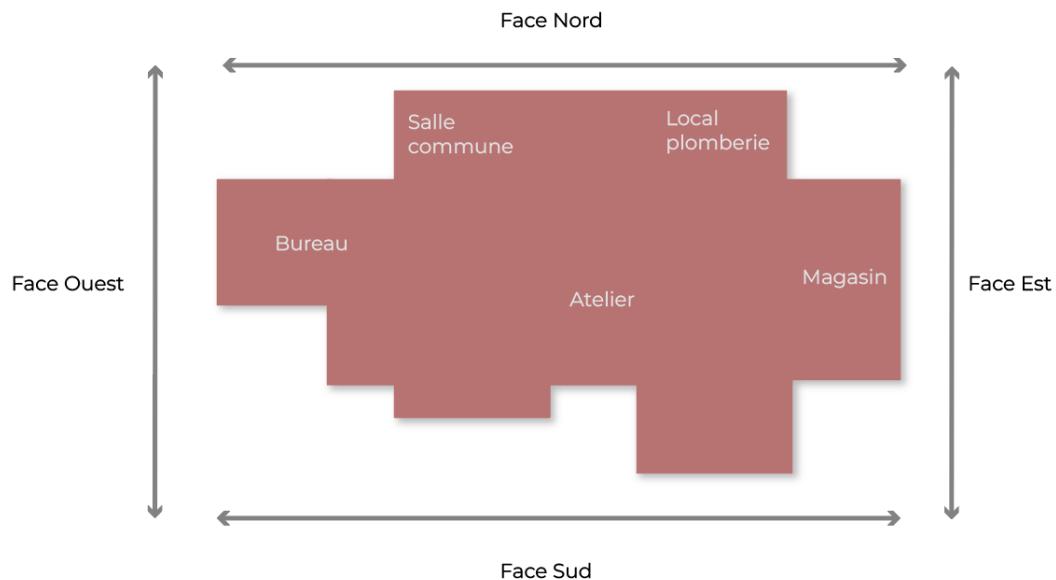 Face Nord
Salle
commune
Local
plomberie
Bureau
Face Ouest
Atelier
Magasin
Face Est
Face Sud